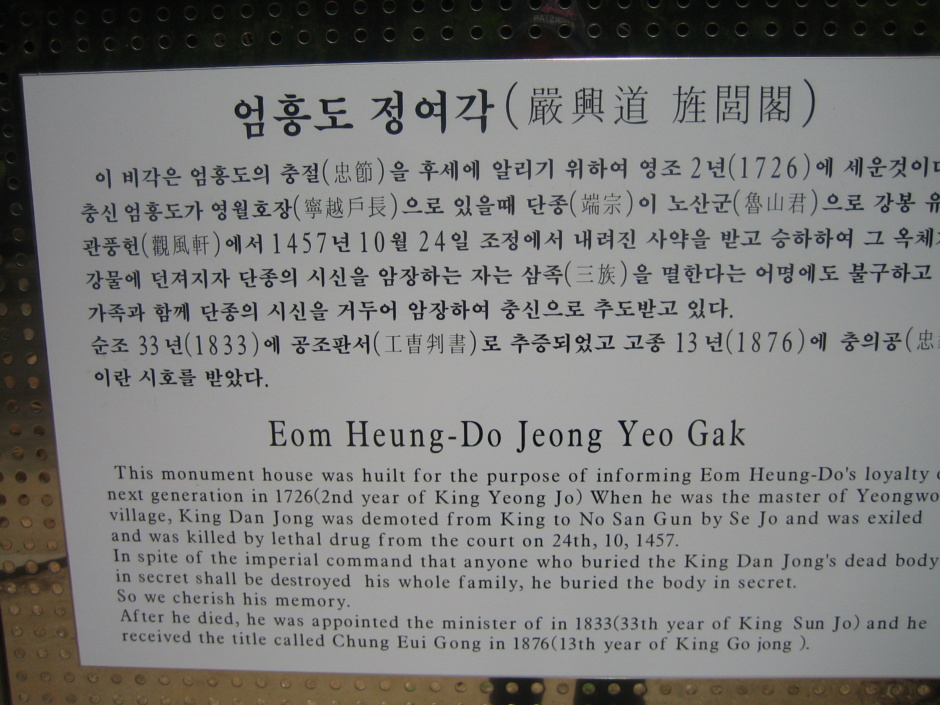 엄흥도 정여각(嚴興道 旌閭閣)
이 비각은 엄흥도의 충절(忠節)을 후세에 알리기 위하여 영조 2년(1726)에 세운것이다
충신 엄흥도가 영월호장(寧越戶長)으로 있을때 단종(端宗)이 노산군(魯山君)으로 강봉 유
관풍헌(觀風軒)에서 1457년 10월 24일 조정에서 내려진 사약을 받고 승하하여 그 옥체
강물에 던져지자 단종의 시신을 암장하는 자는 삼족(三族)을 멸한다는 어명에도 불구하고
가족과 함께 단종의 시신을 거두어 암장하여 충신으로 추도받고 있다.
순조 33년(1833)에 공조판서(工曺判書)로 추증되었고 고종 13년(1876)에 충의공(忠
이란 시호를 받았다.
Eom Heung-Do Jeong Yeo Gak
This monument house was huilt for the purpose of informing Eom Heung-Do's loyalty
next generation in 1726(2nd year of King Yeong Jo) When he was the master of Yeongwo
village, King Dan Jong was demoted from King to No San Gun by Se Jo and was exiled
and was killed by lethal drug from the court on 24th, 10, 1457.
In spite of the imperial command that anyone who buried the King Dan Jong's dead body
in secret shall be destroyed his whole family, he buried the body in secret.
So we cherish his memory.
After he died, he was appointed the minister of in 1833(33th year of King Sun Jo) and he
received the title called Chung Eui Gong in 1876(13th year of King Go jong ).